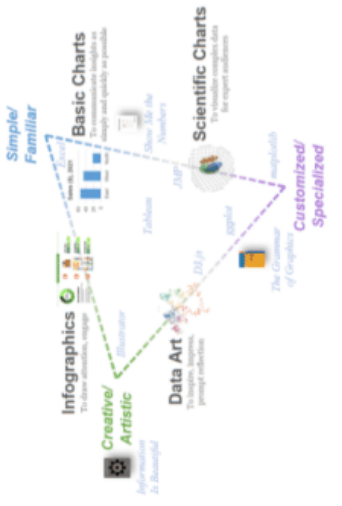 Simple/
Familiar
Infographics
To draw attention, engage
Basic Charts
To communicate insights as
simply and quickly as possible
Excel
Show Me the
Numbers
Illustrator
Tableau
JMP
Creative/
Artistic
Information
Is Beautiful
Data Art
To inspire, impress,
prompt reflection
D3.js
ggplot
The Grammar
of Graphics
Scientific Charts
To visualize complex data
for expert audiences
matplotlib
Customized/
Specialized